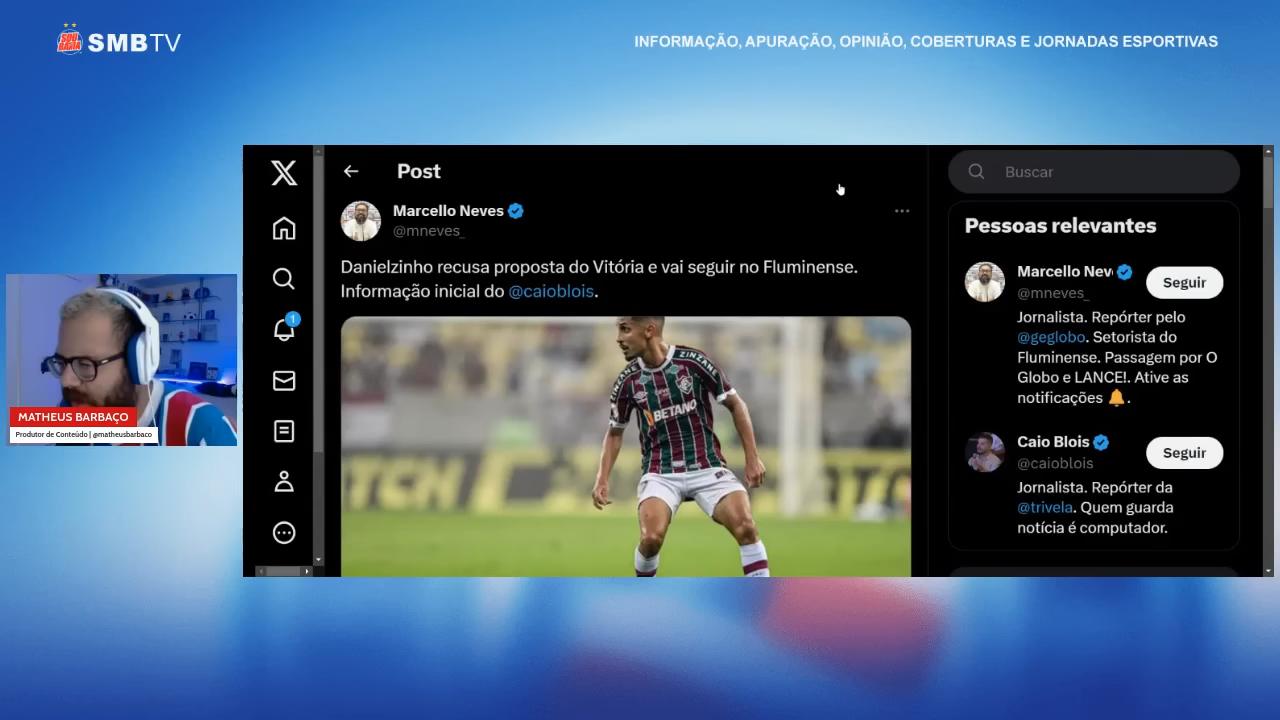 SOU BAHIA
SMBTV
INFORMAÇÃO, APURAÇÃO, OPINIÃO, COBERTURAS E JORNADAS ESPORTIVAS
X
Post
Buscar
Marcello Neves
@mneves_
Danielzinho recusa proposta do Vitória e vai seguir no Fluminense.
Informação inicial do @caioblois.
Pessoas relevantes
Marcello Nev
@mneves_
Seguir
Jornalista. Repórter pelo
@geglobo. Setorista do
Fluminense. Passagem por O
Globo e LANCE!. Ative as
notificações 🔔.
Caio Blois
@caioblois
Seguir
Jornalista. Repórter da
@trivela. Quem guarda
notícia é computador.
1
ZINZANE
BETANO
MATHEUS BARBAÇO
Produtor de Conteúdo | @matheusbarbaco